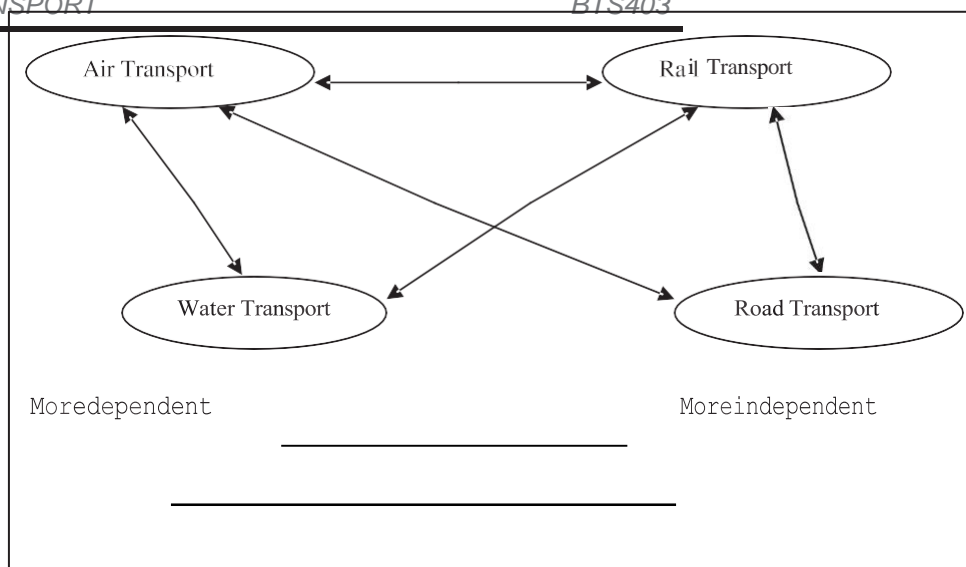 NSPORT BTS403
Air Transport Rail Transport
Water Transport Road Transport
Moredependent Moreindependent